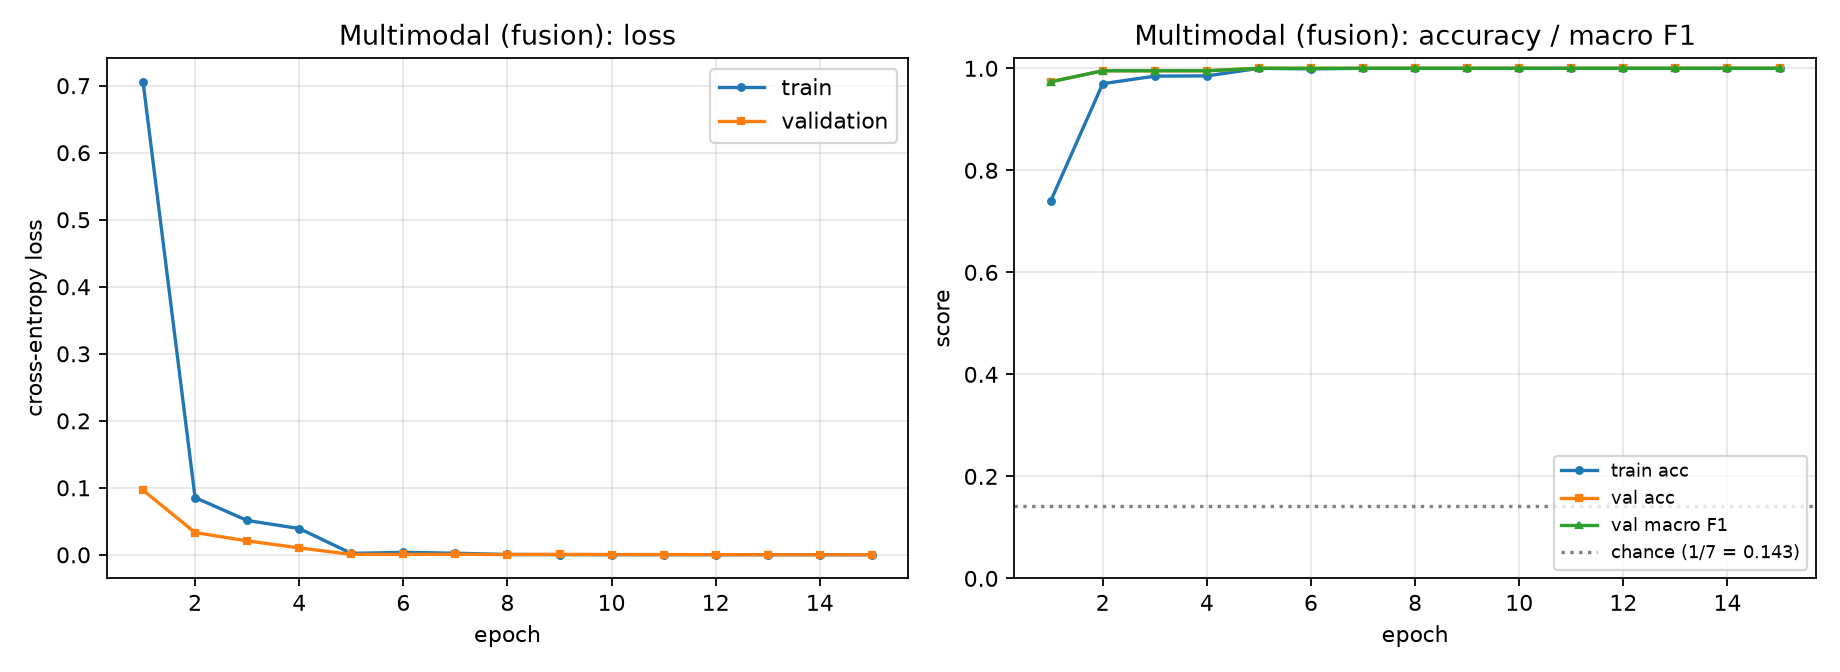 Multimodal (fusion): loss
0.7
0.6
0.5
0.4
0.3
0.2
0.1
0.0
cross-entropy loss
train
validation
2 4 6 8 10 12 14
epoch
Multimodal (fusion): accuracy / macro F1
1.0
0.8
0.6
0.4
0.2
0.0
score
train acc
val acc
val macro F1
chance (1/7 = 0.143)
2 4 6 8 10 12 14
epoch